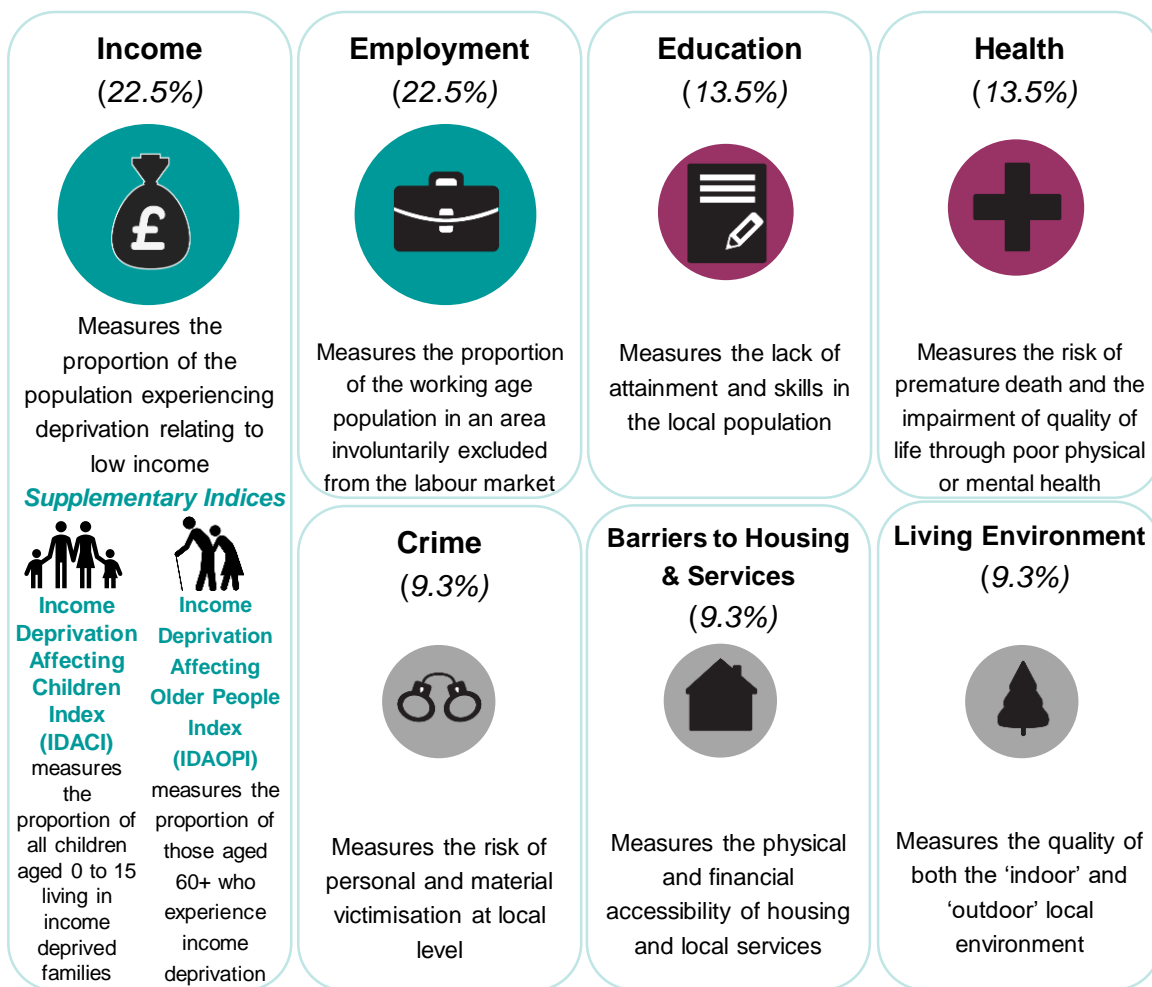 Income
(22.5%)
£
Measures the
proportion of the
population experiencing
deprivation relating to
low income
Supplementary Indices
Income
Deprivation
Affecting
Children
Index
(IDACI)
measures
the
proportion of
all children
aged 0 to 15
living in
income
deprived
families
Income
Deprivation
Affecting
Older People
Index
(IDAOPI)
measures the
proportion of
those aged
60+ who
experience
income
deprivation
Employment
(22.5%)
Measures the proportion
of the working age
population in an area
involuntarily excluded
from the labour market
Education
(13.5%)
Measures the lack of
attainment and skills in
the local population
Health
(13.5%)
Measures the risk of
premature death and the
impairment of quality of
life through poor physical
or mental health
Crime
(9.3%)
Measures the risk of
personal and material
victimisation at local
level
Barriers to Housing
& Services
(9.3%)
Measures the physical
and financial
accessibility of housing
and local services
Living Environment
(9.3%)
Measures the quality of
both the ‘indoor’ and
‘outdoor’ local
environment